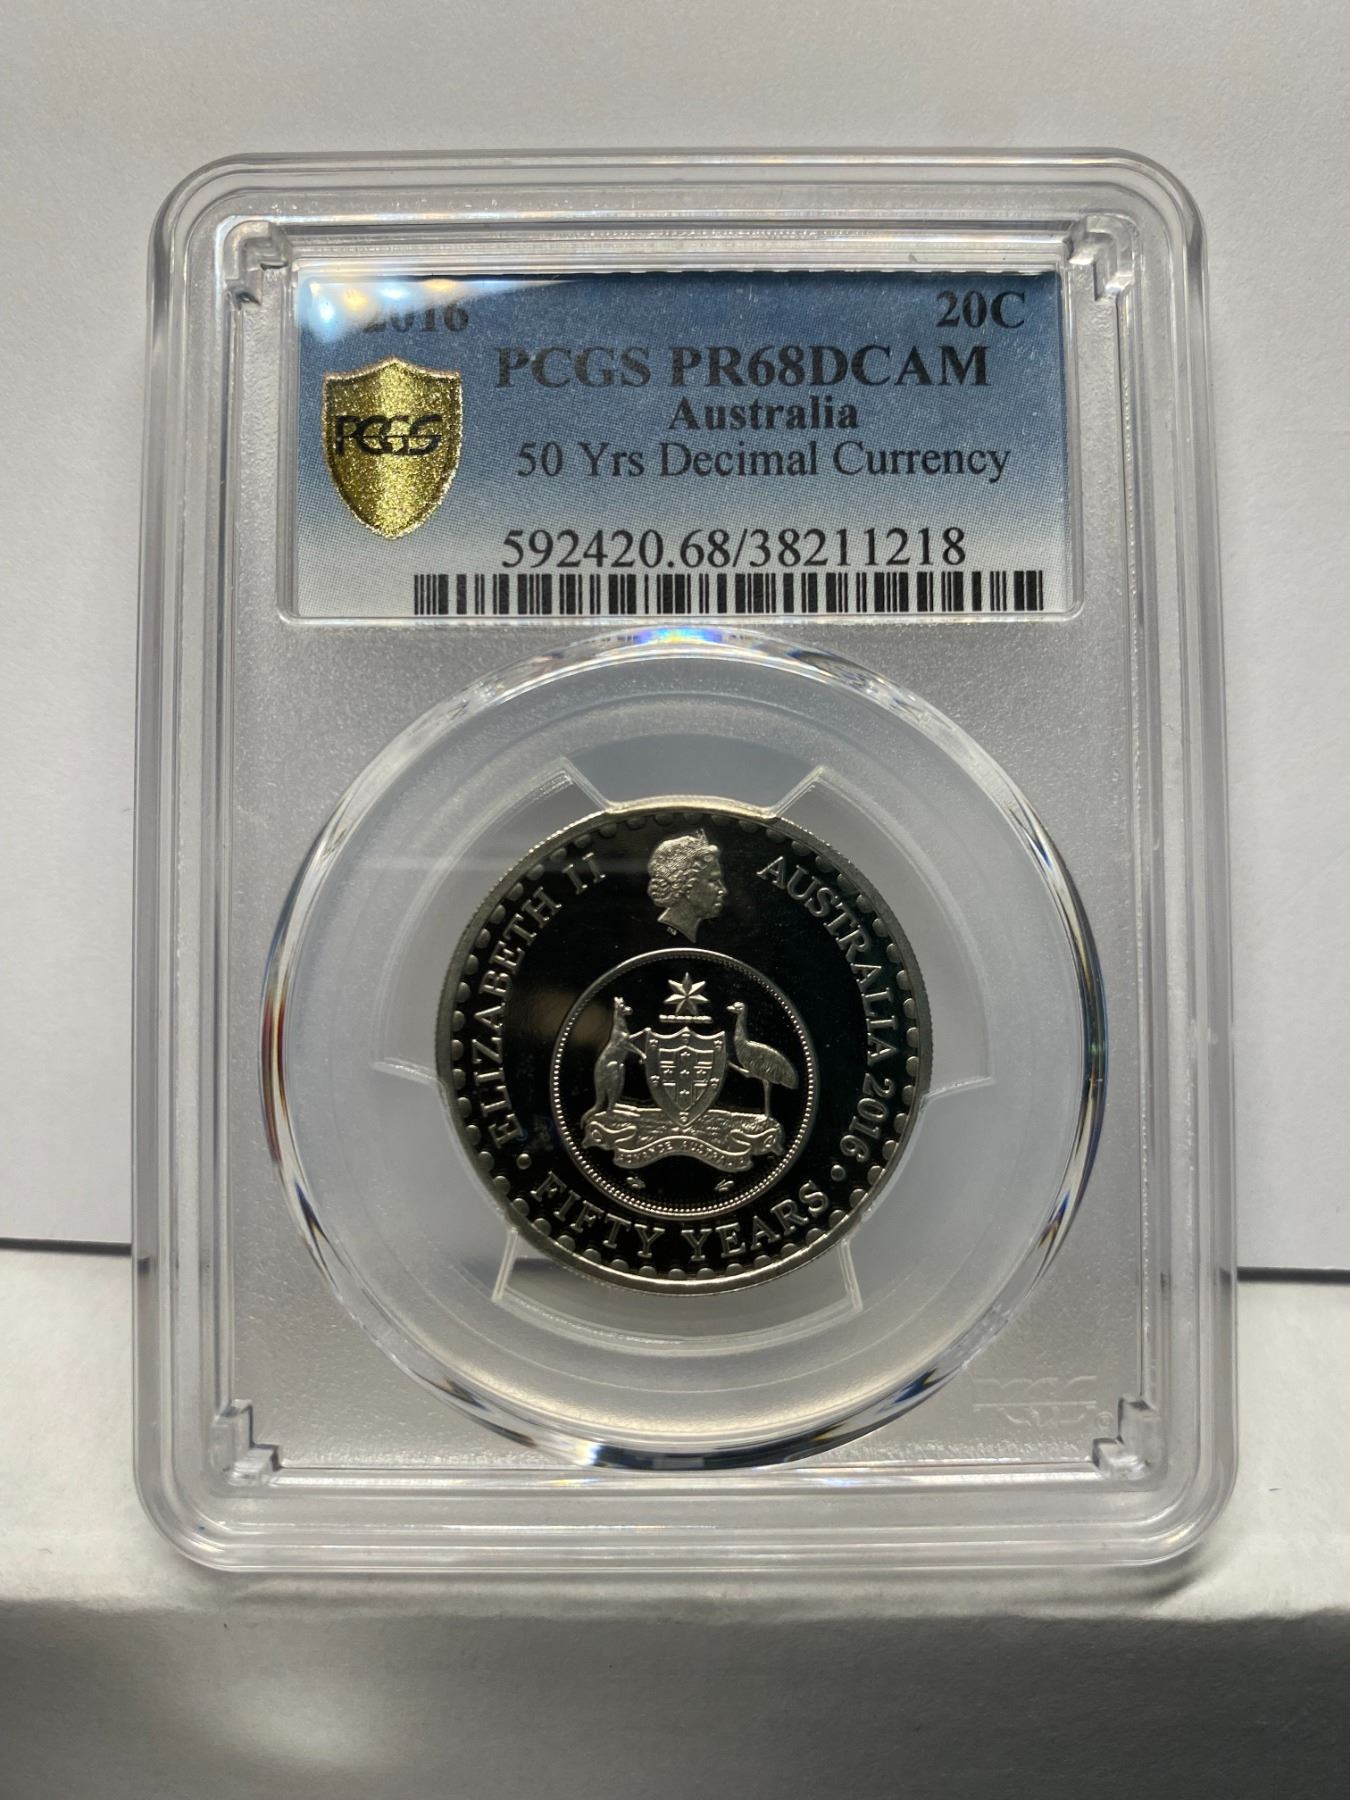 2016 20C
PCGS PR68DCAM
PCGS
Australia
50 Yrs Decimal Currency
592420.68/38211218
ELIZABETH II
AUSTRALIA 2016
FIFTY YEARS
PCGS